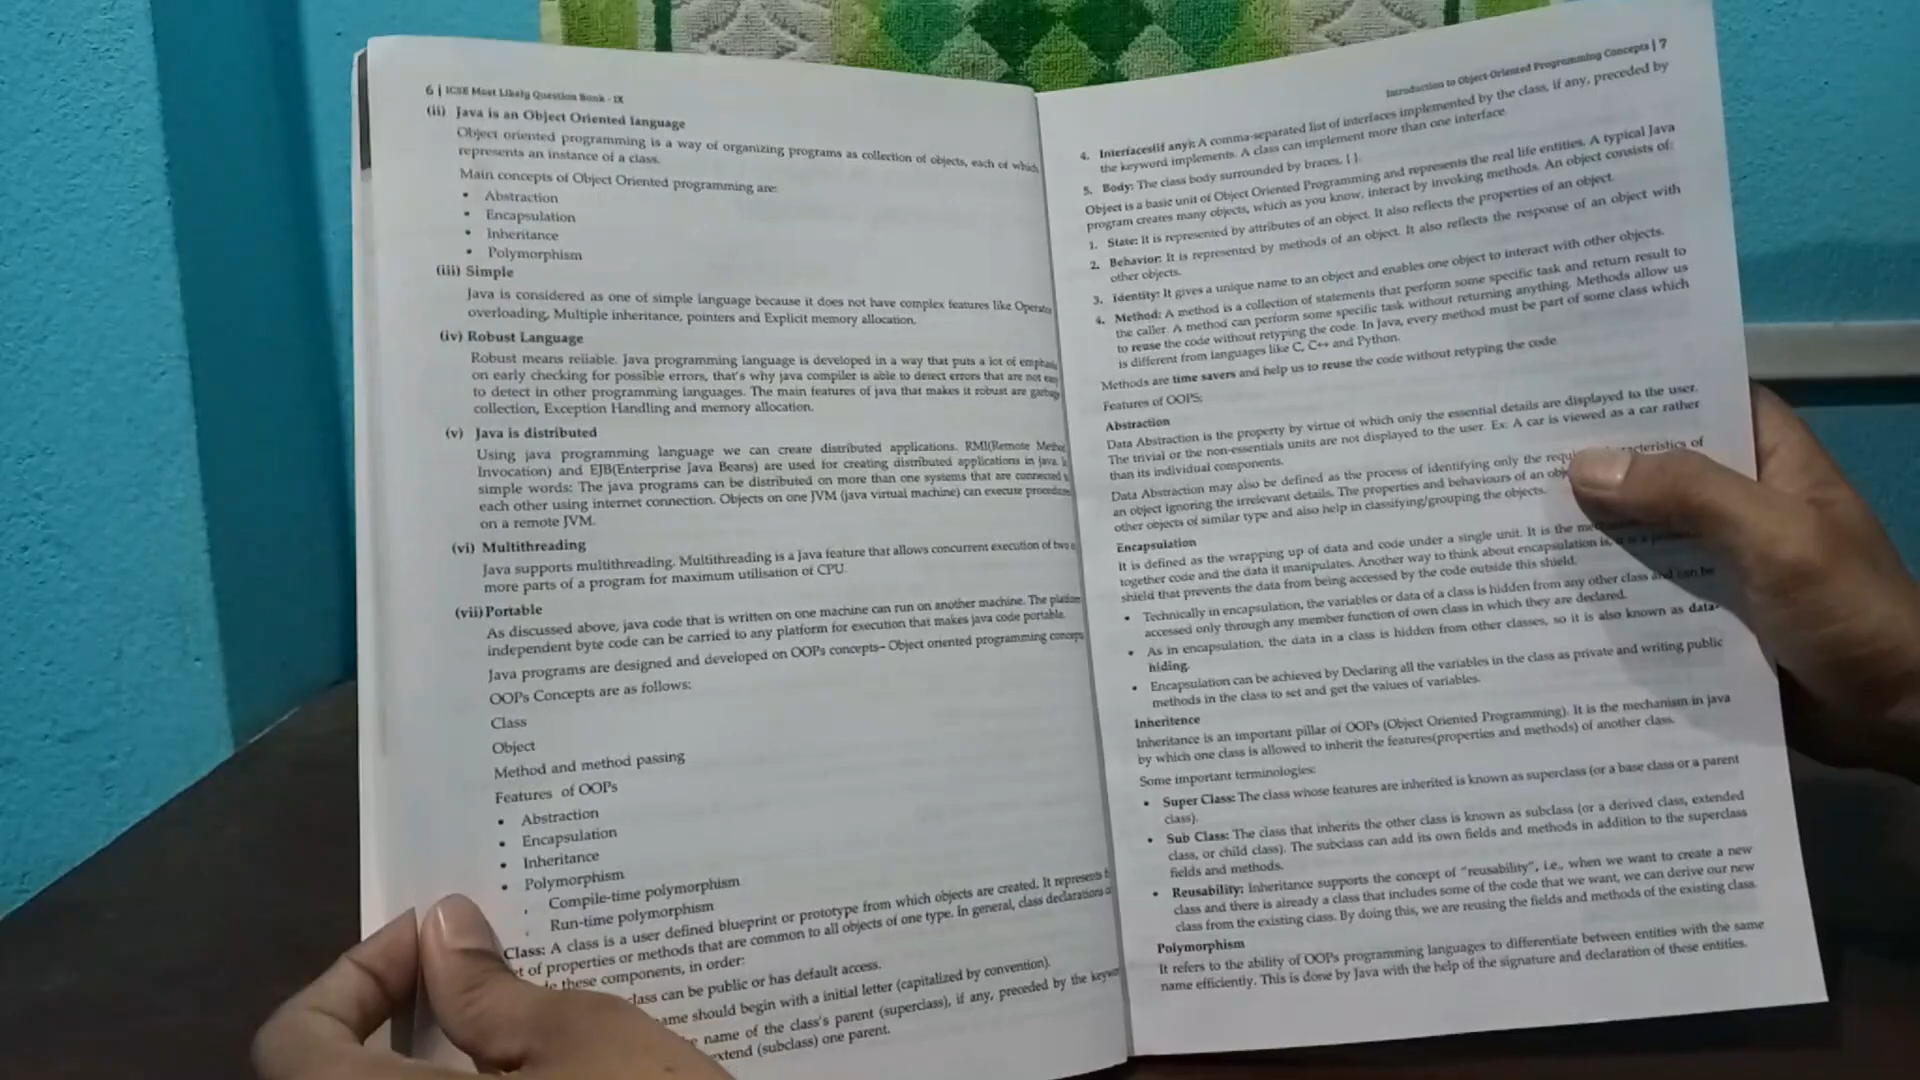 6 | ICSE Most Likely Question Bank - IX
(ii) Java is an Object Oriented language
Object oriented programming is a way of organizing programs as collection of objects, each of which
represents an instance of a class.
Main concepts of Object Oriented programming are:
• Abstraction
• Encapsulation
• Inheritance
• Polymorphism
(iii) Simple
Java is considered as one of simple language because it does not have complex features like Operator
overloading, Multiple inheritance, pointers and Explicit memory allocation.
(iv) Robust Language
Robust means reliable. Java programming language is developed in a way that puts a lot of emphasis
on early checking for possible errors, that's why java compiler is able to detect errors that are not easy
to detect in other programming languages. The main features of java that makes it robust are garbage
collection, Exception Handling and memory allocation.
(v) Java is distributed
Using java programming language we can create distributed applications. RMI(Remote Method
Invocation) and EJB(Enterprise Java Beans) are used for creating distributed applications in java.
simple words: The java programs can be distributed on more than one systems that are connected
each other using internet connection. Objects on one JVM (java virtual machine) can execute procedures
on a remote JVM.
(vi) Multithreading
Java supports multithreading. Multithreading is a Java feature that allows concurrent execution of two
more parts of a program for maximum utilisation of CPU.
(vii) Portable
As discussed above, java code that is written on one machine can run on another machine. The platform
independent byte code can be carried to any platform for execution that makes java code portable.
Java programs are designed and developed on OOPs concepts- Object oriented programming concepts
OOPs Concepts are as follows:
Class
Object
Method and method passing
Features of OOPs
• Abstraction
• Encapsulation
• Inheritance
• Polymorphism
Compile-time polymorphism
Run-time polymorphism
Class: A class is a user defined blueprint or prototype from which objects are created. It represents
t of properties or methods that are common to all objects of one type. In general, class declarations
these components, in order:
class can be public or has default access.
ame should begin with a initial letter (capitalized by convention).
name of the class's parent (superclass), if any, preceded by the keywor
extend (subclass) one parent.
Introduction to Object-Oriented Programming Concepts | 7
4. Interfaces(if any): A comma-separated list of interfaces implemented by the class, if any, preceded by
the keyword implements. A class can implement more than one interface.
5. Body: The class body surrounded by braces, { }.
Object is a basic unit of Object Oriented Programming and represents the real life entities. A typical Java
program creates many objects, which as you know, interact by invoking methods. An object consists of:
1. State: It is represented by attributes of an object. It also reflects the properties of an object.
2. Behavior: It is represented by methods of an object. It also reflects the response of an object with
other objects.
3. Identity: It gives a unique name to an object and enables one object to interact with other objects.
4. Method: A method is a collection of statements that perform some specific task and return result to
the caller. A method can perform some specific task without returning anything. Methods allow us
to reuse the code without retyping the code. In Java, every method must be part of some class which
is different from languages like C, C++ and Python.
Methods are time savers and help us to reuse the code without retyping the code
Features of OOPS:
Abstraction
Data Abstraction is the property by virtue of which only the essential details are displayed to the user.
The trivial or the non-essentials units are not displayed to the user. Ex: A car is viewed as a car rather
than its individual components.
Data Abstraction may also be defined as the process of identifying only the requi acteristics of
an object ignoring the irrelevant details. The properties and behaviours of an obj
other objects of similar type and also help in classifying/grouping the objects.
Encapsulation
It is defined as the wrapping up of data and code under a single unit. It is the
together code and the data it manipulates. Another way to think about encapsulation is, it is a
shield that prevents the data from being accessed by the code outside this shield.
• Technically in encapsulation, the variables or data of a class is hidden from any other class and can be
accessed only through any member function of own class in which they are declared.
• As in encapsulation, the data in a class is hidden from other classes, so it is also known as data-
hiding.
• Encapsulation can be achieved by Declaring all the variables in the class as private and writing public
methods in the class to set and get the values of variables.
Inheritence
Inheritance is an important pillar of OOPs (Object Oriented Programming). It is the mechanism in java
by which one class is allowed to inherit the features(properties and methods) of another class.
Some important terminologies:
• Super Class: The class whose features are inherited is known as superclass (or a base class or a parent
class).
• Sub Class: The class that inherits the other class is known as subclass (or a derived class, extended
class, or child class). The subclass can add its own fields and methods in addition to the superclass
fields and methods.
• Reusability: Inheritance supports the concept of "reusability", i.e., when we want to create a new
class and there is already a class that includes some of the code that we want, we can derive our new
class from the existing class. By doing this, we are reusing the fields and methods of the existing class.
Polymorphism
It refers to the ability of OOPs programming languages to differentiate between entities with the same
name efficiently. This is done by Java with the help of the signature and declaration of these entities.